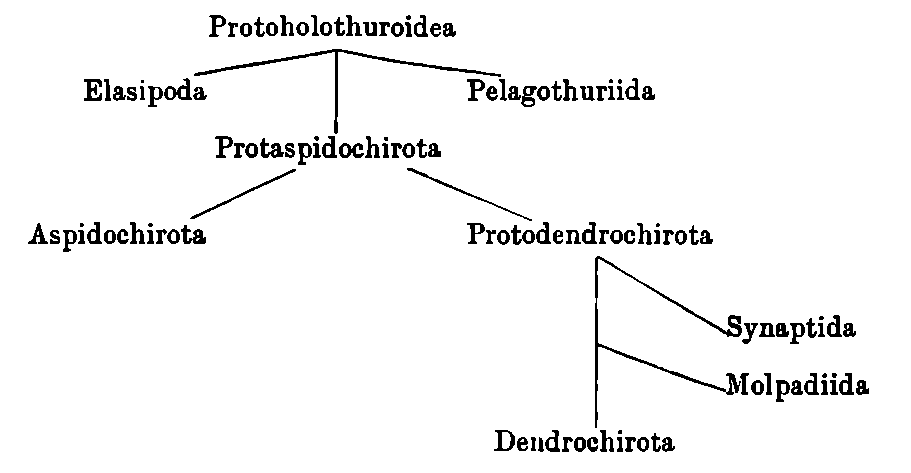 Protoholothuroidea
Elasipoda
Pelagothuriida
Protaspidochirota
Aspidochirota
Protodendrochirota
Synaptida
Molpadiida
Dendrochirota